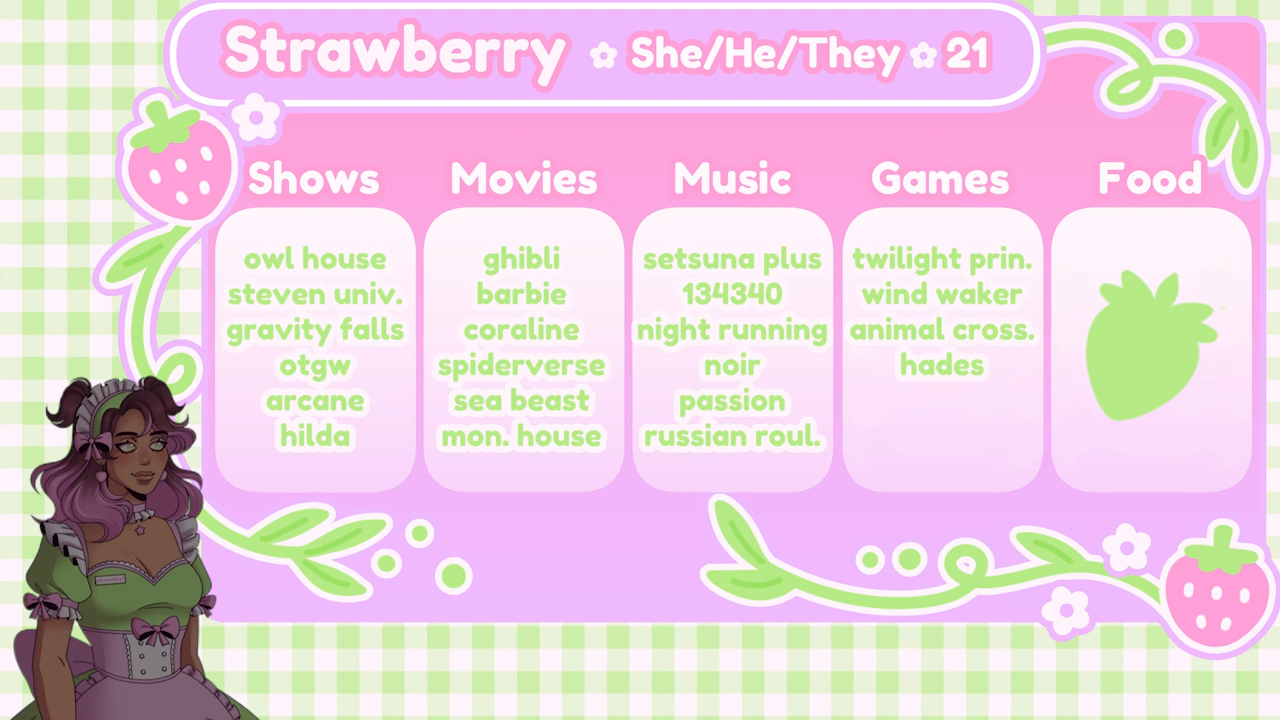 Strawberry She/He/They 21
Shows
owl house
steven univ.
gravity falls
otgw
arcane
hilda
Movies
ghibli
barbie
coraline
spiderverse
sea beast
mon. house
Music
setsuna plus
134340
night running
noir
passion
russian roul.
Games
twilight prin.
wind waker
animal cross.
hades
Food